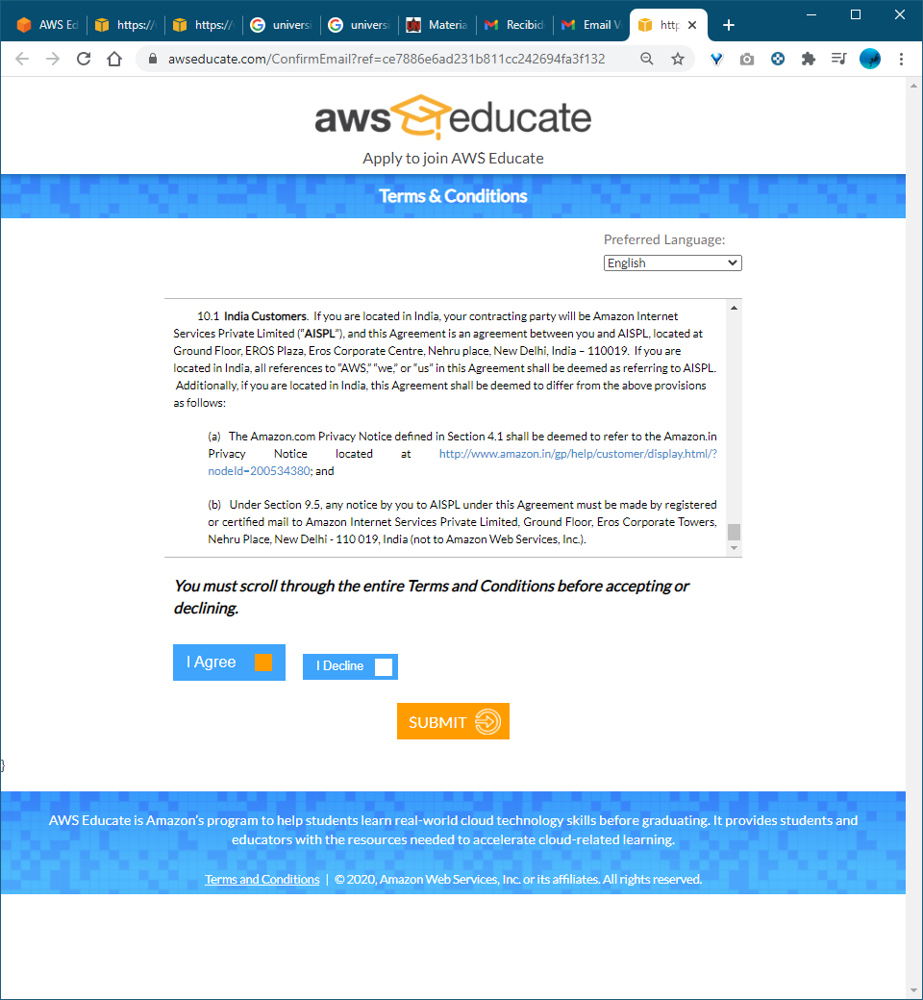 AWS Ed
https://
https://
universi
universi
Materia
Recibid
Email V
http
awseducate.com/ConfirmEmail?ref=ce7886e6ad231b811cc242694fa3f132
aws educate
Apply to join AWS Educate
Terms & Conditions
Preferred Language:
English
10.1 India Customers. If you are located in India, your contracting party will be Amazon Internet
Services Private Limited (“AISPL”), and this Agreement is an agreement between you and AISPL, located at
Ground Floor, EROS Plaza, Eros Corporate Centre, Nehru place, New Delhi, India – 110019. If you are
located in India, all references to “AWS,” “we,” or “us” in this Agreement shall be deemed as referring to AISPL.
Additionally, if you are located in India, this Agreement shall be deemed to differ from the above provisions
as follows:
(a) The Amazon.com Privacy Notice defined in Section 4.1 shall be deemed to refer to the Amazon.in
Privacy Notice located at http://www.amazon.in/gp/help/customer/display.html/?
nodeId=200534380; and
(b) Under Section 9.5, any notice by you to AISPL under this Agreement must be made by registered
or certified mail to Amazon Internet Services Private Limited, Ground Floor, Eros Corporate Towers,
Nehru Place, New Delhi - 110 019, India (not to Amazon Web Services, Inc.).
You must scroll through the entire Terms and Conditions before accepting or
declining.
I Agree
I Decline
SUBMIT
}
AWS Educate is Amazon's program to help students learn real-world cloud technology skills before graduating. It provides students and
educators with the resources needed to accelerate cloud-related learning.
Terms and Conditions | © 2020, Amazon Web Services, Inc. or its affiliates. All rights reserved.